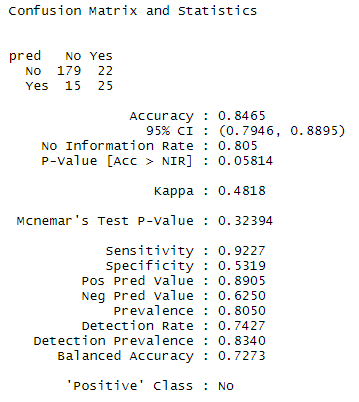 Confusion Matrix and Statistics
pred No Yes
No 179 22
Yes 15 25
Accuracy : 0.8465
95% CI : (0.7946, 0.8895)
No Information Rate : 0.805
P-Value [Acc > NIR] : 0.05814
Kappa : 0.4818
Mcnemar's Test P-Value : 0.32394
Sensitivity : 0.9227
Specificity : 0.5319
Pos Pred Value : 0.8905
Neg Pred Value : 0.6250
Prevalence : 0.8050
Detection Rate : 0.7427
Detection Prevalence : 0.8340
Balanced Accuracy : 0.7273
'Positive' Class : No